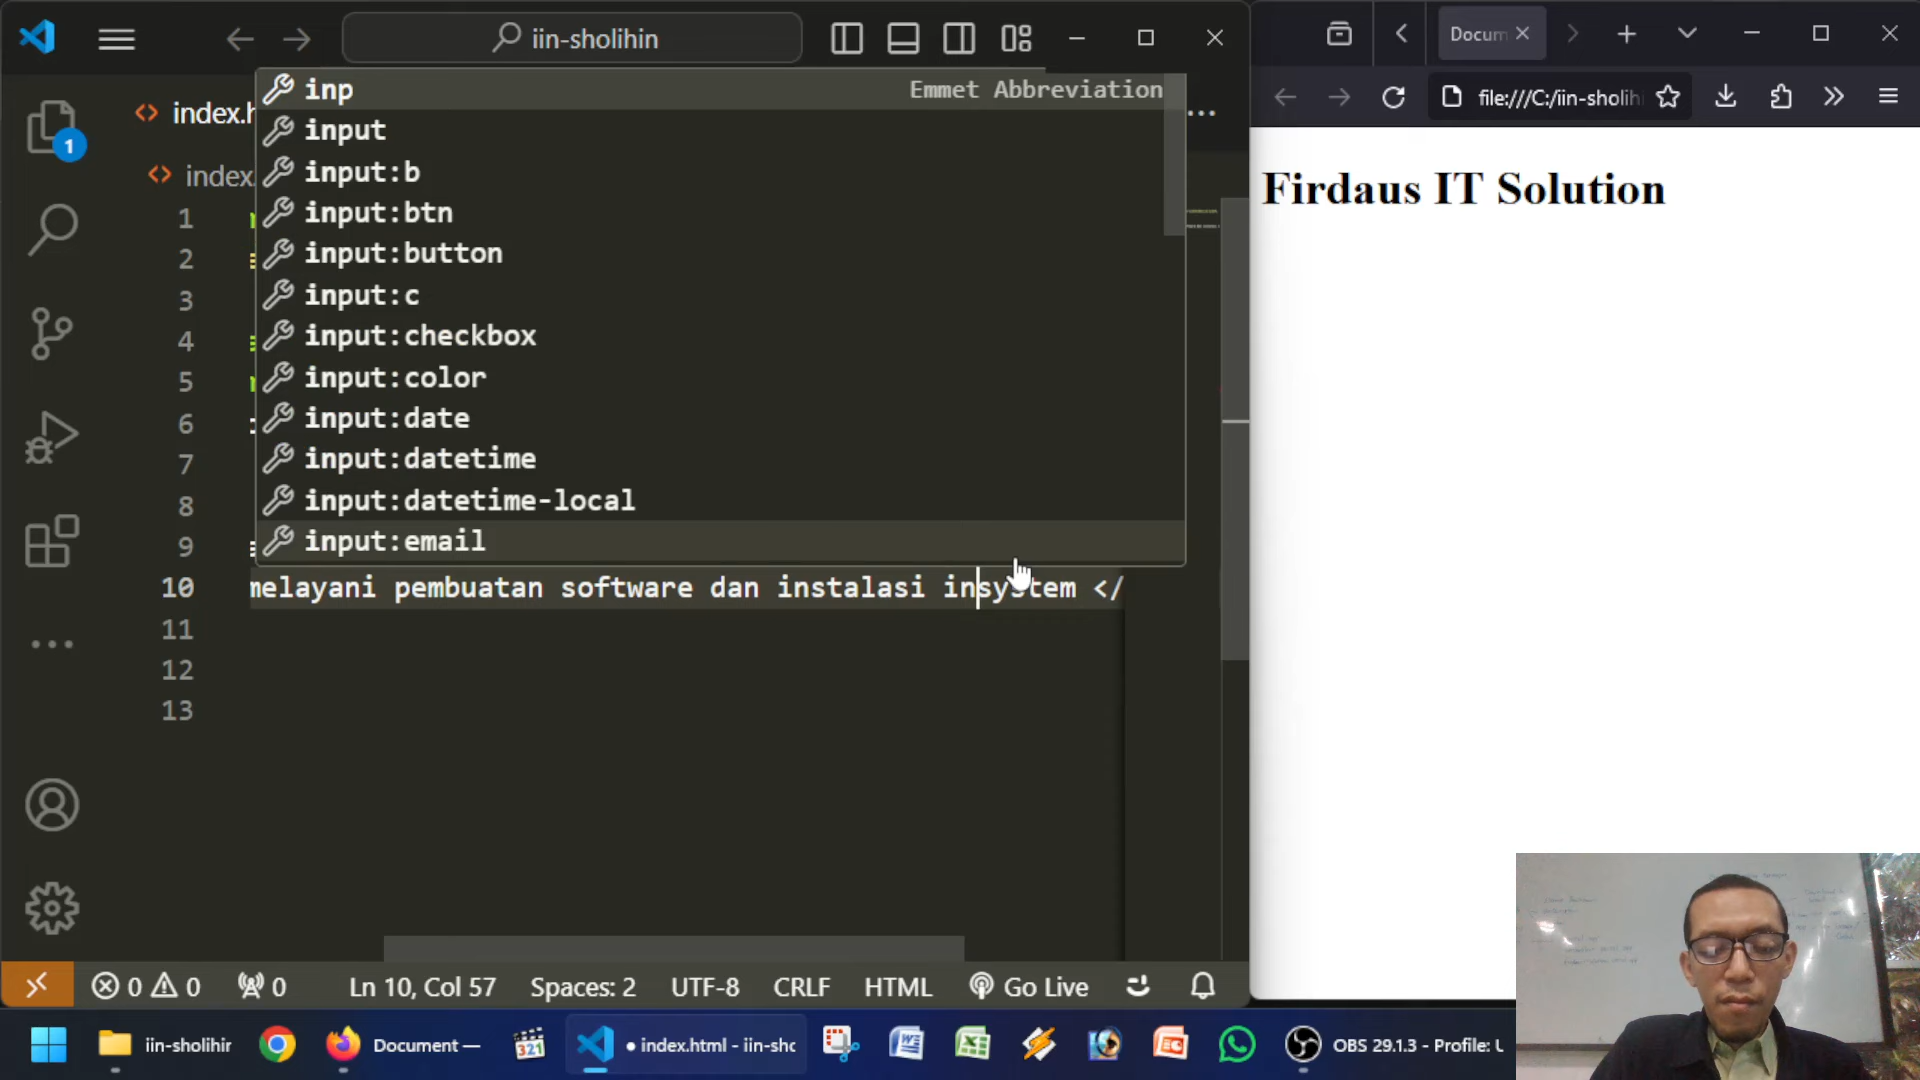 iin-sholihin
Docum
file:///C:/iin-sholih
index.h
index.
1
inp
Emmet Abbreviation
input
input:b
input:btn
input:button
input:c
input:checkbox
input:color
input:date
input:datetime
input:datetime-local
input:email
1
2
3
4
5
6
7
8
9
10
melayani pembuatan software dan instalasi insystem </
11
12
13
Firdaus IT Solution
0 0 0 Ln 10, Col 57 Spaces: 2 UTF-8 CRLF HTML Go Live
iin-sholihir
Document —
321
• index.html - iin-shc
OBS 29.1.3 - Profile: U